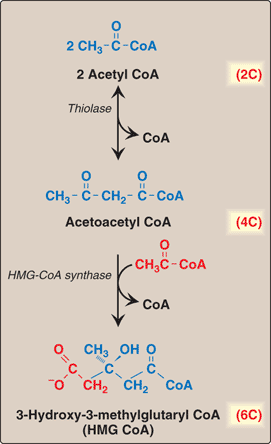 O
2 CH₃–C–CoA
2 Acetyl CoA (2C)
Thiolase
CoA
O O
CH₃–C–CH₂–C–CoA
Acetoacetyl CoA (4C)
O
CH₃C–CoA
HMG-CoA synthase
CoA
O CH₃ OH O
C C C
⁻O CH₂ CH₂ CoA
3-Hydroxy-3-methylglutaryl CoA (6C)
(HMG CoA)